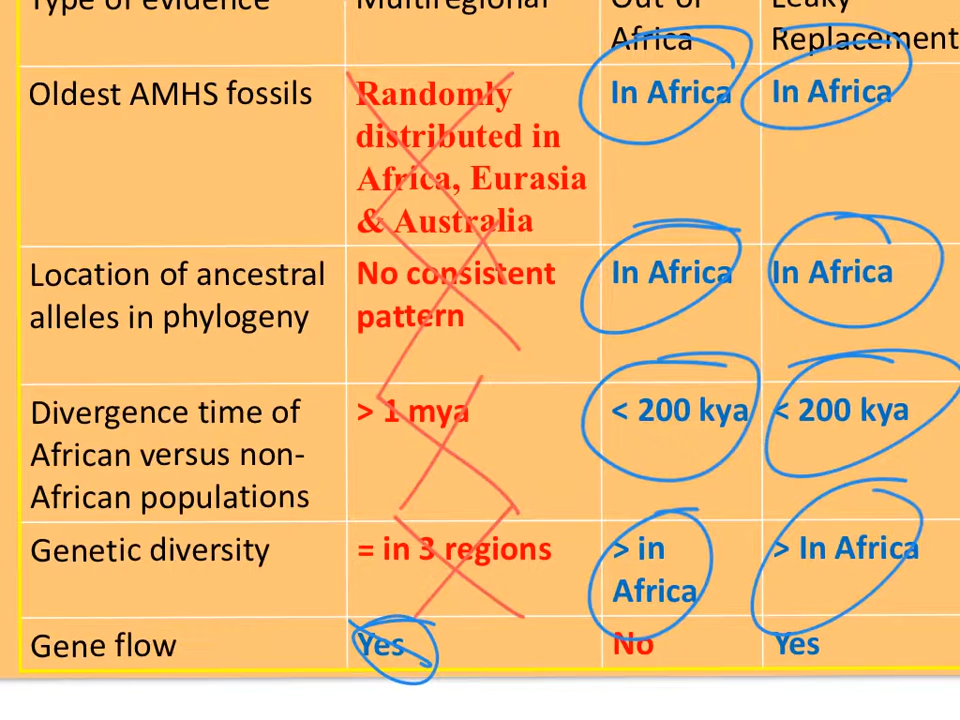 Type of evidence Multiregional Out of Leaky
Africa Replacement
Oldest AMHS fossils Randomly In Africa In Africa
distributed in
Africa, Eurasia
& Australia
Location of ancestral No consistent In Africa In Africa
alleles in phylogeny pattern
Divergence time of > 1 mya < 200 kya < 200 kya
African versus non-
African populations
Genetic diversity = in 3 regions > in > In Africa
Africa
Gene flow Yes No Yes